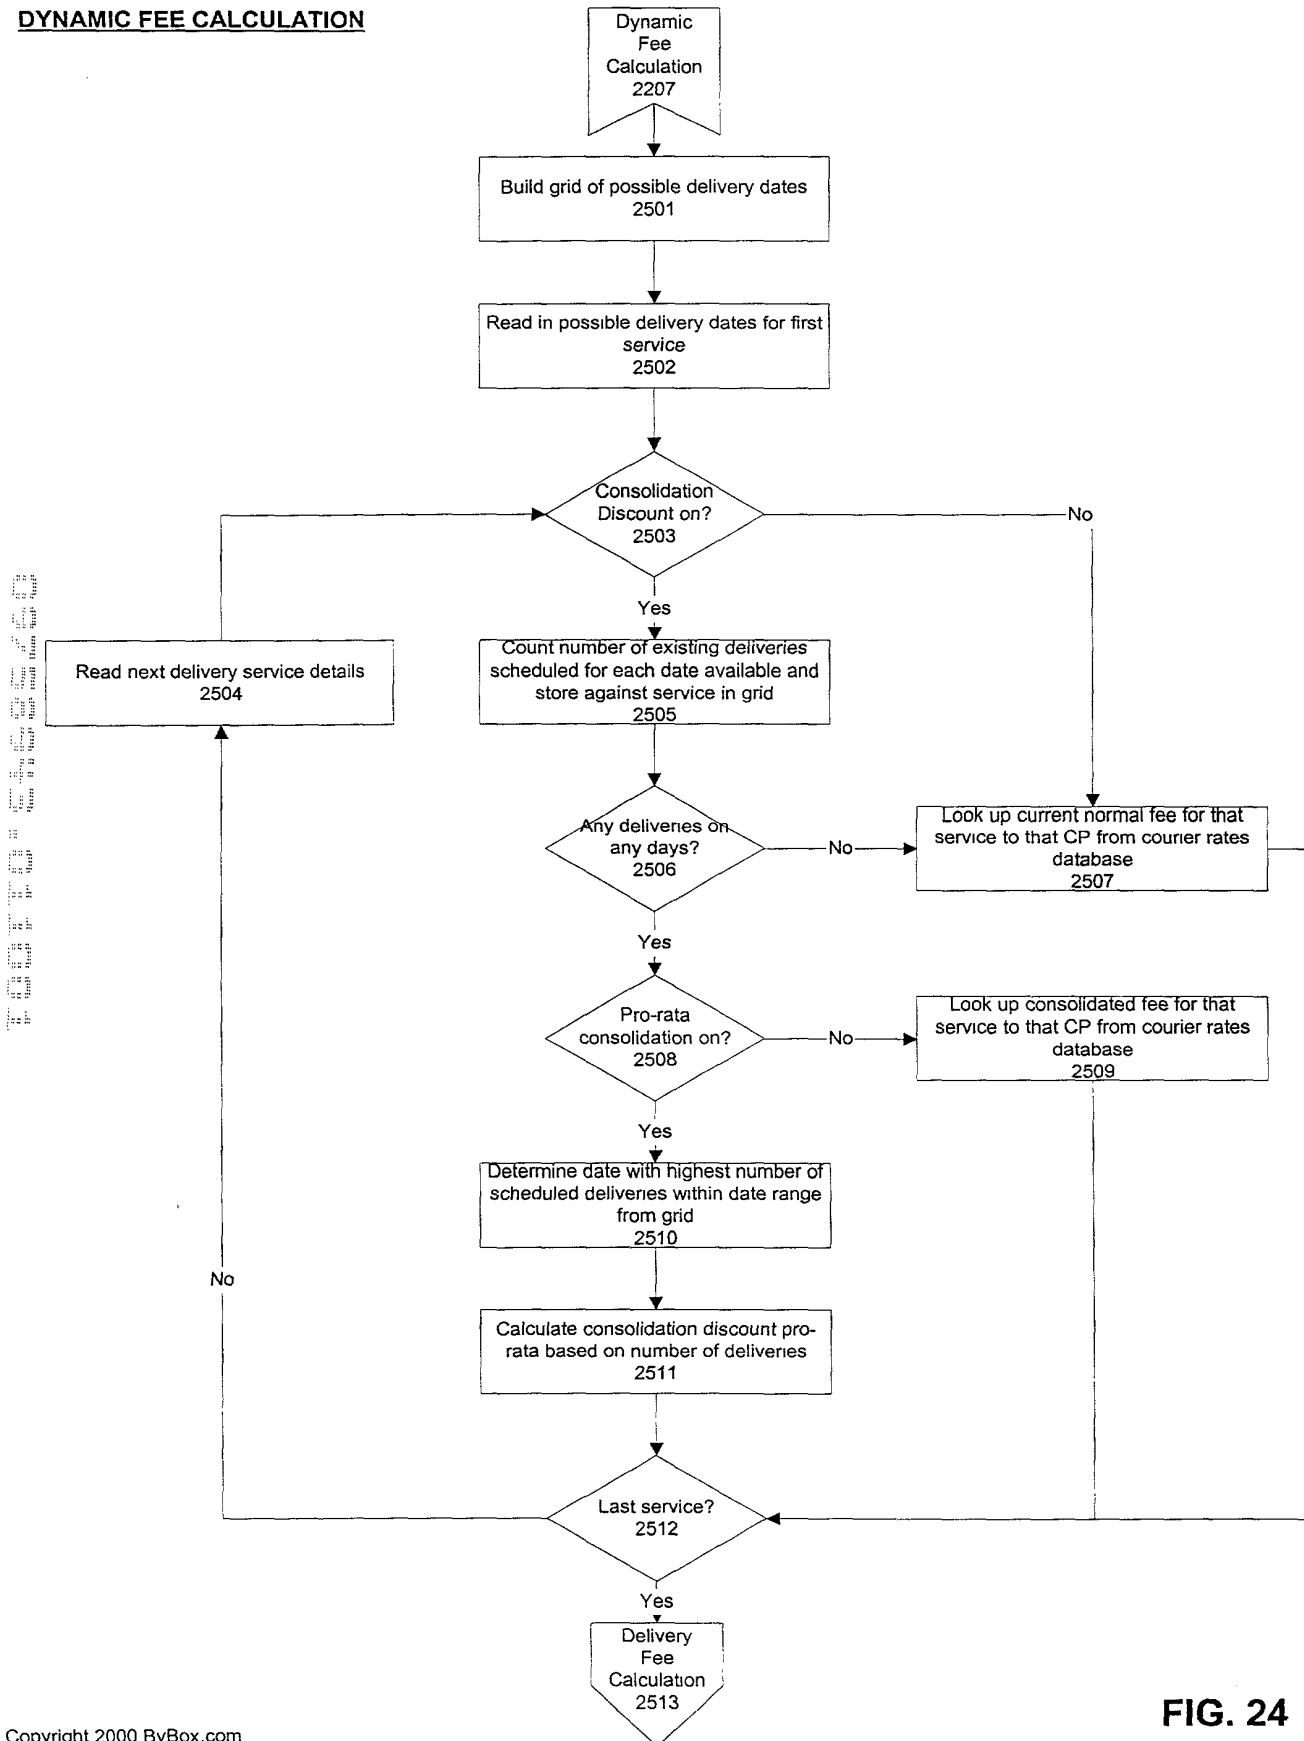 DYNAMIC FEE CALCULATION
Dynamic
Fee
Calculation
2207
Build grid of possible delivery dates
2501
Read in possible delivery dates for first
service
2502
Consolidation
Discount on?
2503
No
Yes
Read next delivery service details
2504
Count number of existing deliveries
scheduled for each date available and
store against service in grid
2505
Any deliveries on
any days?
2506
No
Look up current normal fee for that
service to that CP from courier rates
database
2507
Yes
Pro-rata
consolidation on?
2508
No
Look up consolidated fee for that
service to that CP from courier rates
database
2509
Yes
Determine date with highest number of
scheduled deliveries within date range
from grid
2510
No
Calculate consolidation discount pro-
rata based on number of deliveries
2511
Last service?
2512
Yes
Delivery
Fee
Calculation
2513
FIG. 24
Copyright 2000 ByBox.com